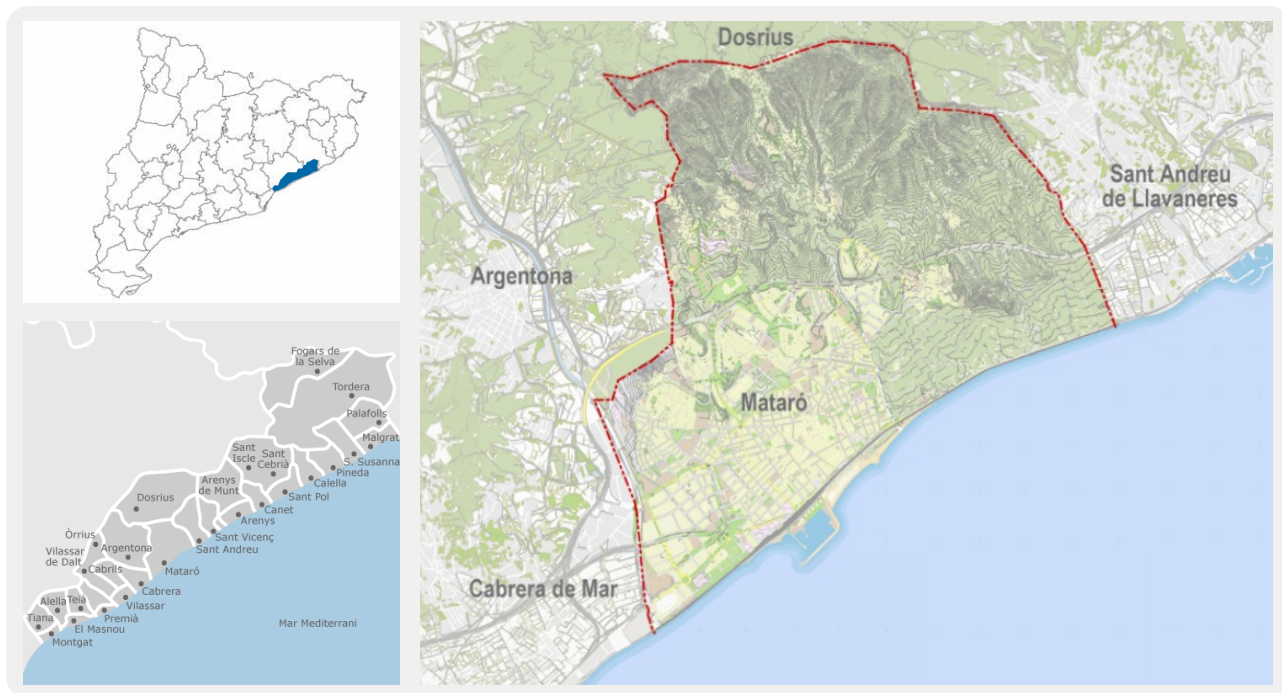 Fogars de
la Selva
Tordera
Palafolls
Malgrat
S. Susanna
Pineda
Calella
Sant Pol
Canet
Arenys
Sant Vicenç
Sant Andreu
Sant
Iscle
Sant
Cebrià
Arenys
de Munt
Dosrius
Òrrius
Vilassar
de Dalt
Argentona
Cabrils
Mataró
Cabrera
Vilassar
Premià
El Masnou
Montgat
Alella
Teià
Tiana
Mar Mediterrani
Dosrius
Sant Andreu
de Llavaneres
Argentona
Mataró
Cabrera de Mar